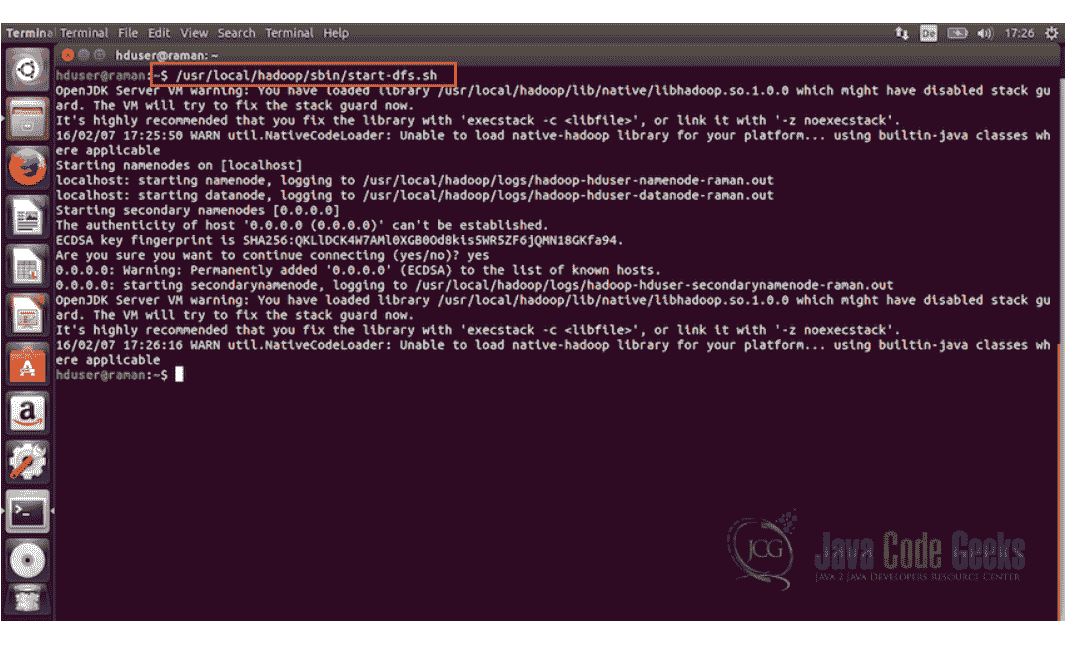 Terminal Terminal File Edit View Search Terminal Help De 17:26
hduser@raman: ~
hduser@raman:~$ /usr/local/hadoop/sbin/start-dfs.sh
OpenJDK Server VM warning: You have loaded library /usr/local/hadoop/lib/native/libhadoop.so.1.0.0 which might have disabled stack gu
ard. The VM will try to fix the stack guard now.
It's highly recommended that you fix the library with 'execstack -c <libfile>', or link it with '-z noexecstack'.
16/02/07 17:25:50 WARN util.NativeCodeLoader: Unable to load native-hadoop library for your platform... using builtin-java classes wh
ere applicable
Starting namenodes on [localhost]
localhost: starting namenode, logging to /usr/local/hadoop/logs/hadoop-hduser-namenode-raman.out
localhost: starting datanode, logging to /usr/local/hadoop/logs/hadoop-hduser-datanode-raman.out
Starting secondary namenodes [0.0.0.0]
The authenticity of host '0.0.0.0 (0.0.0.0)' can't be established.
ECDSA key fingerprint is SHA256:QKLlDCK4W7AMl0XGB0Od8kisSWR5ZF6jQMN18GKfa94.
Are you sure you want to continue connecting (yes/no)? yes
0.0.0.0: Warning: Permanently added '0.0.0.0' (ECDSA) to the list of known hosts.
0.0.0.0: starting secondarynamenode, logging to /usr/local/hadoop/logs/hadoop-hduser-secondarynamenode-raman.out
OpenJDK Server VM warning: You have loaded library /usr/local/hadoop/lib/native/libhadoop.so.1.0.0 which might have disabled stack gu
ard. The VM will try to fix the stack guard now.
It's highly recommended that you fix the library with 'execstack -c <libfile>', or link it with '-z noexecstack'.
16/02/07 17:26:16 WARN util.NativeCodeLoader: Unable to load native-hadoop library for your platform... using builtin-java classes wh
ere applicable
hduser@raman:~$
JCG Java Code Geeks
JAVA 2 JAVA DEVELOPERS RESOURCE CENTER